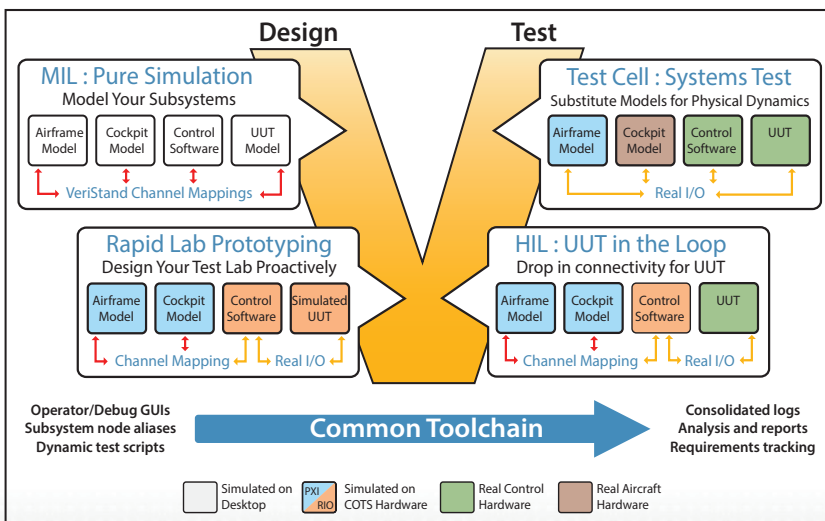 Design
Test
MIL : Pure Simulation
Model Your Subsystems
Airframe
Model
Cockpit
Model
Control
Software
UUT
Model
VeriStand Channel Mappings
Test Cell : Systems Test
Substitute Models for Physical Dynamics
Airframe
Model
Cockpit
Model
Control
Software
UUT
Real I/O
Rapid Lab Prototyping
Design Your Test Lab Proactively
Airframe
Model
Cockpit
Model
Control
Software
Simulated
UUT
Channel Mapping
Real I/O
HIL : UUT in the Loop
Drop in connectivity for UUT
Airframe
Model
Cockpit
Model
Control
Software
UUT
Channel Mapping
Real I/O
Operator/Debug GUIs
Subsystem node aliases
Dynamic test scripts
Common Toolchain
Consolidated logs
Analysis and reports
Requirements tracking
Simulated on
Desktop
PXI
RIO
Simulated on
COTS Hardware
Real Control
Hardware
Real Aircraft
Hardware